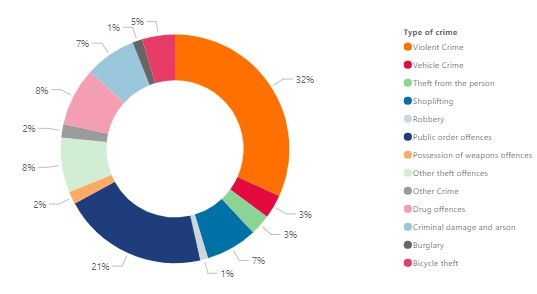 5%
1%
7%
32%
8%
2%
8%
3%
2%
3%
7%
21%
1%
Type of crime
Violent Crime
Vehicle Crime
Theft from the person
Shoplifting
Robbery
Public order offences
Possession of weapons offences
Other theft offences
Other Crime
Drug offences
Criminal damage and arson
Burglary
Bicycle theft